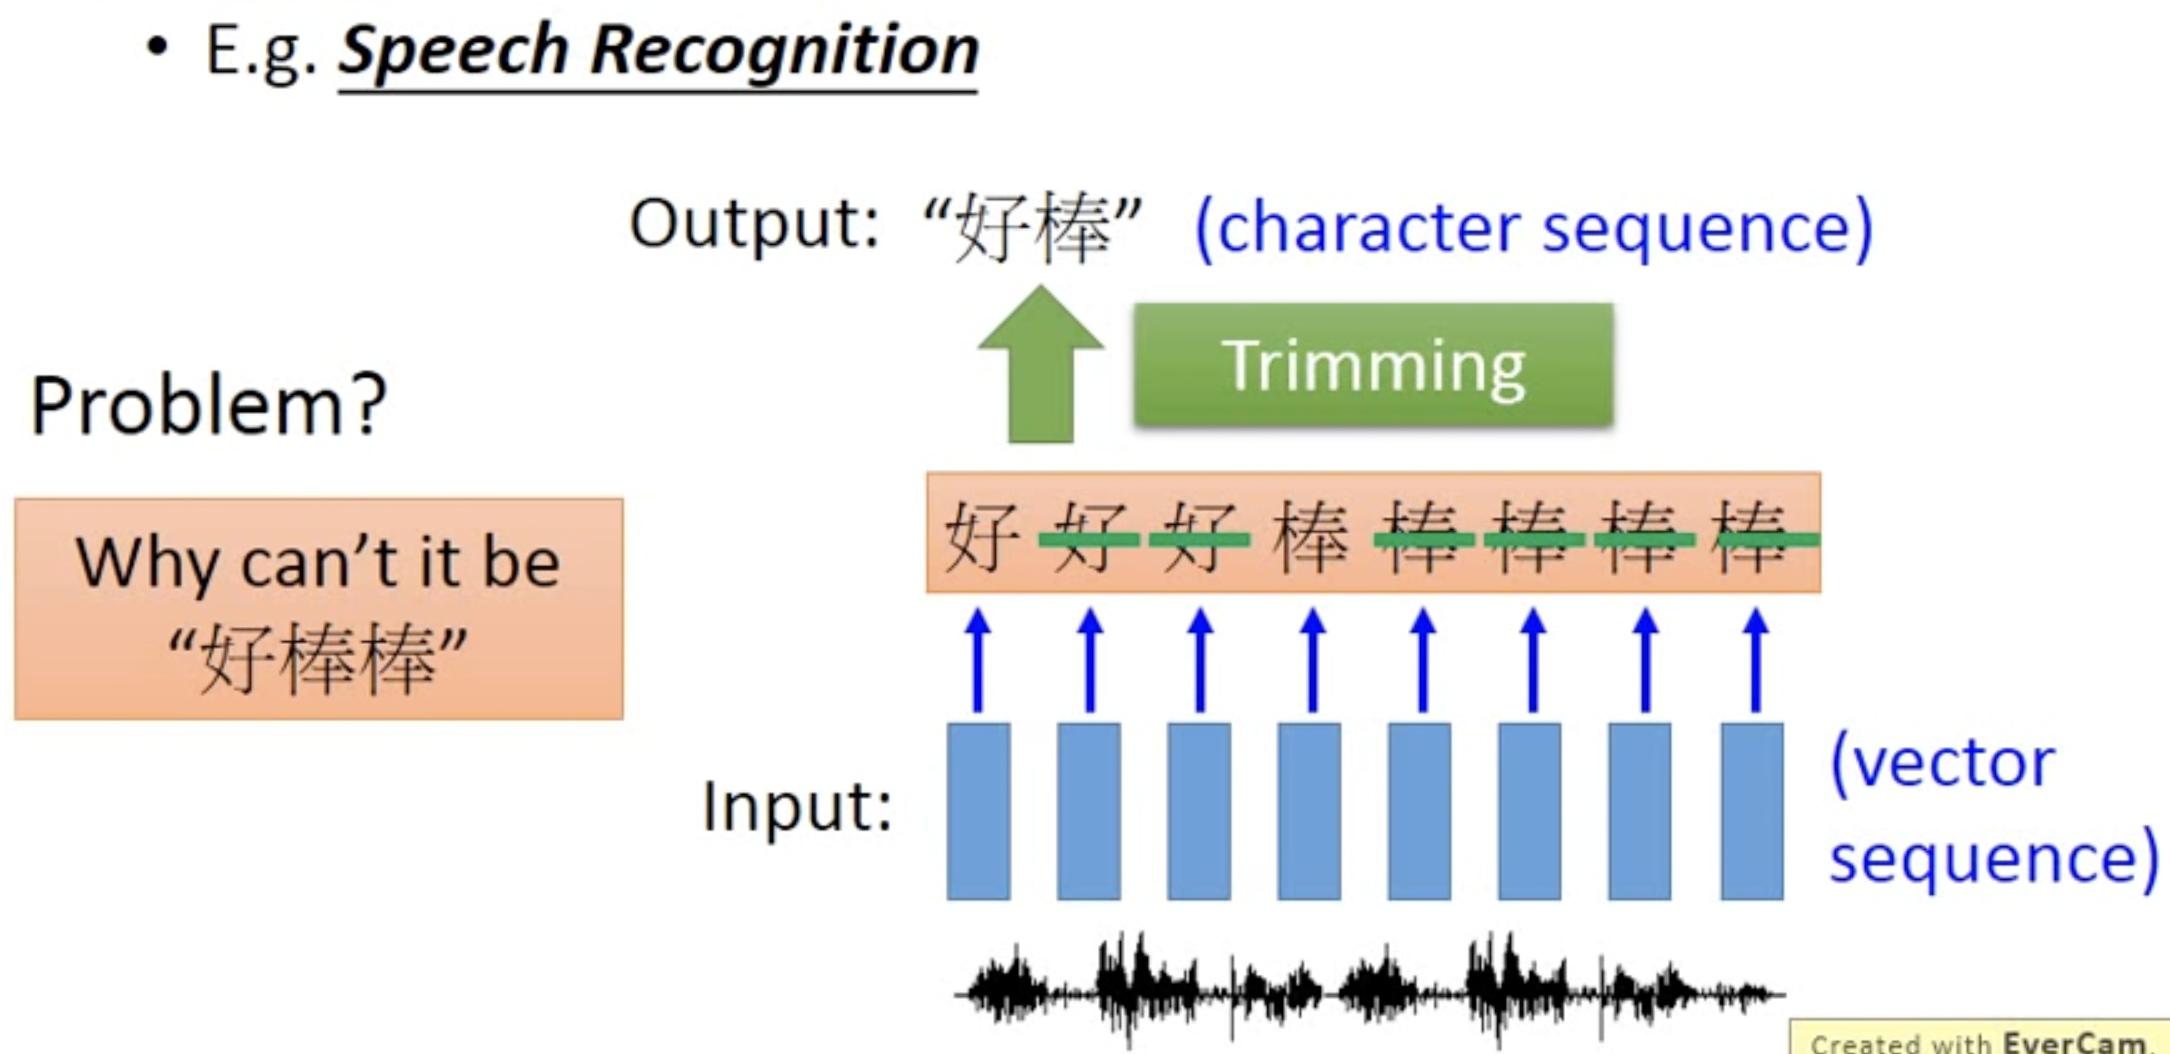 • E.g. Speech Recognition
Output: “好棒” (character sequence)
Trimming
Problem?
Why can’t it be
“好棒棒”
好 好 好 棒 棒 棒 棒 棒
Input:
(vector
sequence)
Created with EverCam.